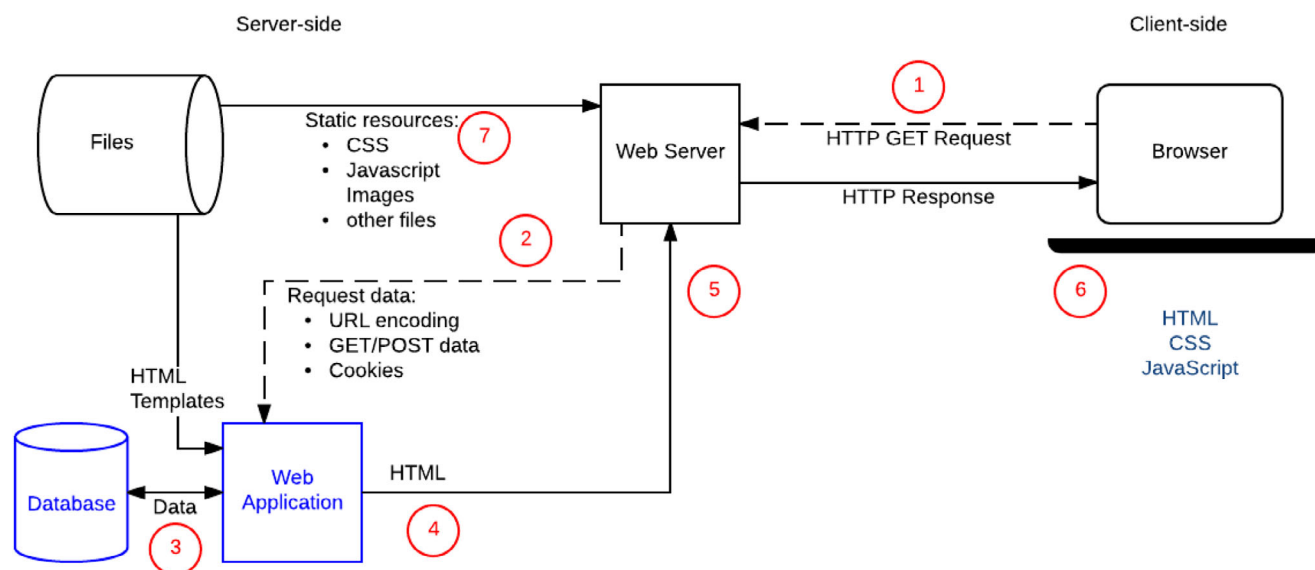 Server-side
Client-side
Files
Static resources:
• CSS
• Javascript
Images
• other files
7
Web Server
1
HTTP GET Request
HTTP Response
Browser
2
Request data:
• URL encoding
• GET/POST data
• Cookies
5
6
HTML
CSS
JavaScript
HTML
Templates
Database
Data
3
Web
Application
HTML
4